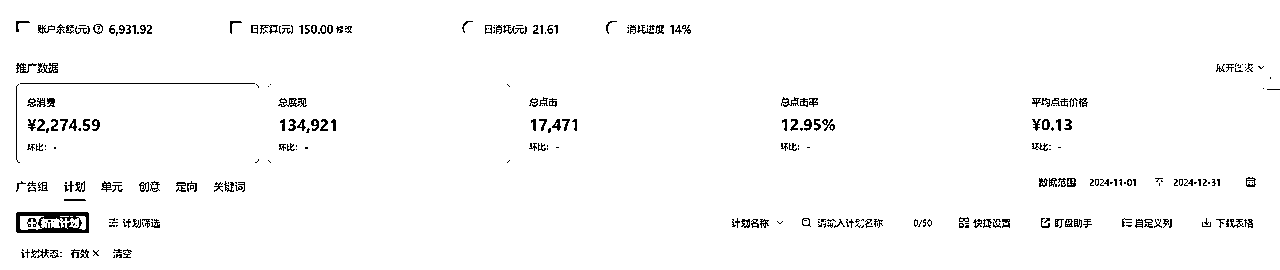 账户余额(元) ? 6,931.92 日预算(元) 150.00 修改 日消耗(元) 21.61 消耗进度 14%
推广数据 展开图表
总消费 总展现 总点击 总点击率 平均点击价格
¥2,274.59 134,921 17,471 12.95% ¥0.13
环比: - 环比: - 环比: - 环比: - 环比: -
广告组 计划 单元 创意 定向 关键词 数据范围 2024-11-01 至 2024-12-31
新建计划 计划筛选 计划名称 请输入计划名称 0/50 快捷设置 盯盘助手 自定义列 下载表格
计划状态: 有效 × 清空